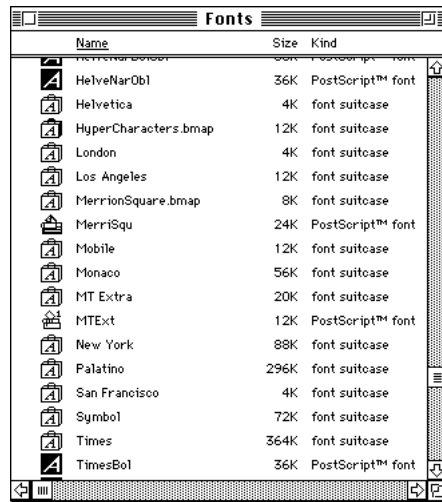 Fonts
Name Size Kind
HelveNarObl 36K PostScript™ font
Helvetica 4K font suitcase
HyperCharacters.bmap 12K font suitcase
London 4K font suitcase
Los Angeles 12K font suitcase
MerrionSquare.bmap 8K font suitcase
MerriSqu 24K PostScript™ font
Mobile 12K font suitcase
Monaco 56K font suitcase
MT Extra 20K font suitcase
MTExt 12K PostScript™ font
New York 88K font suitcase
Palatino 296K font suitcase
San Francisco 4K font suitcase
Symbol 72K font suitcase
Times 364K font suitcase
TimesBol 36K PostScript™ font